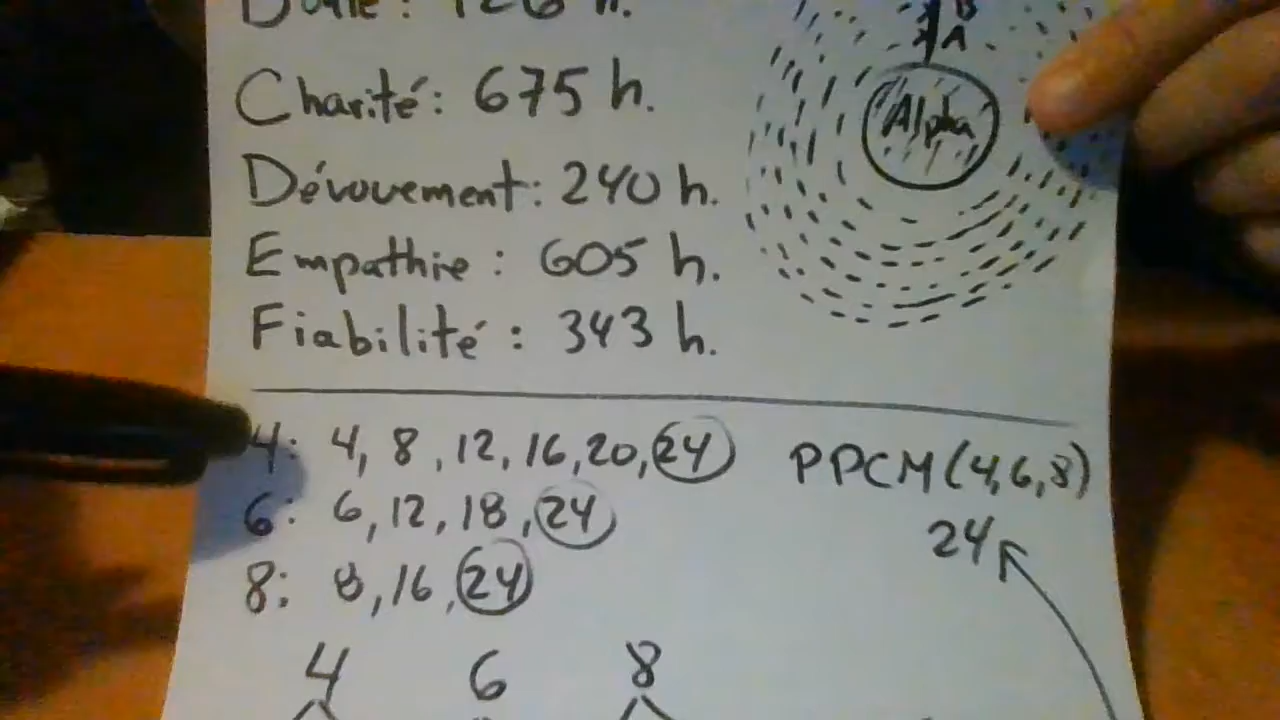 126 h.
B
A
Charité: 675 h.
Alpha
Dévouement: 240 h.
Empathie: 605 h.
Fiabilité: 343 h.
4: 4, 8, 12, 16, 20, 24
PPCM(4,6,8)
6: 6, 12, 18, 24
24
8: 8, 16, 24
4 6 8